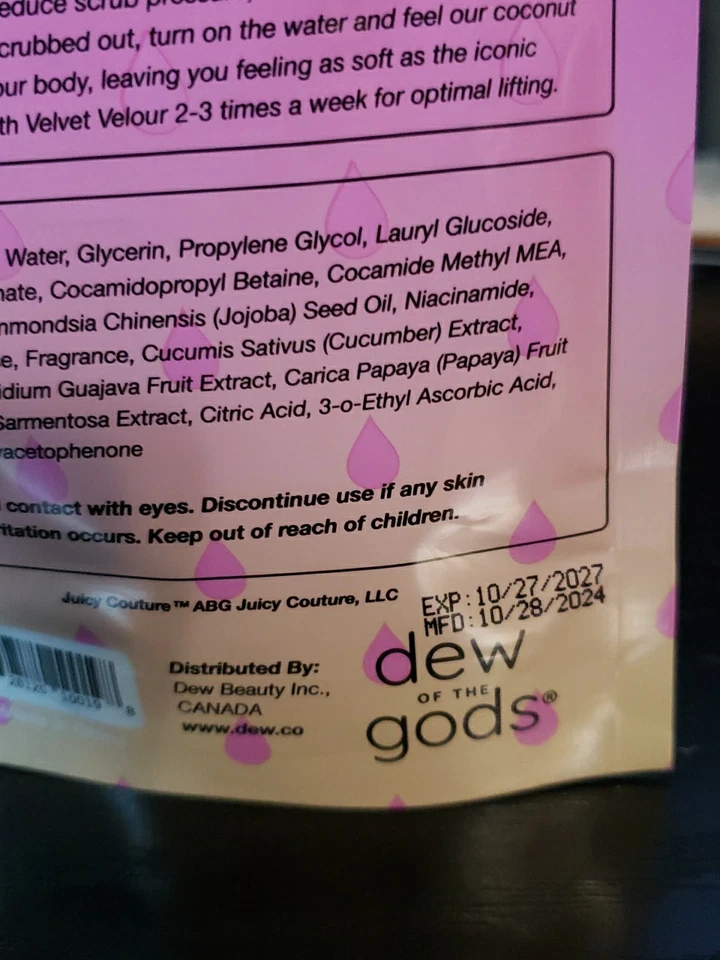 crubbed out, turn on the water and feel our coconut
our body, leaving you feeling as soft as the iconic
th Velvet Velour 2-3 times a week for optimal lifting.
Water, Glycerin, Propylene Glycol, Lauryl Glucoside,
nate, Cocamidopropyl Betaine, Cocamide Methyl MEA,
nmondsia Chinensis (Jojoba) Seed Oil, Niacinamide,
e, Fragrance, Cucumis Sativus (Cucumber) Extract,
idium Guajava Fruit Extract, Carica Papaya (Papaya) Fruit
Sarmentosa Extract, Citric Acid, 3-o-Ethyl Ascorbic Acid,
acetophenone
contact with eyes. Discontinue use if any skin
itation occurs. Keep out of reach of children.
Juicy Couture™ ABG Juicy Couture, LLC
EXP:10/27/2027
MFD:10/28/2024
Distributed By:
Dew Beauty Inc.,
CANADA
www.dew.co
dew
OF THE
gods®